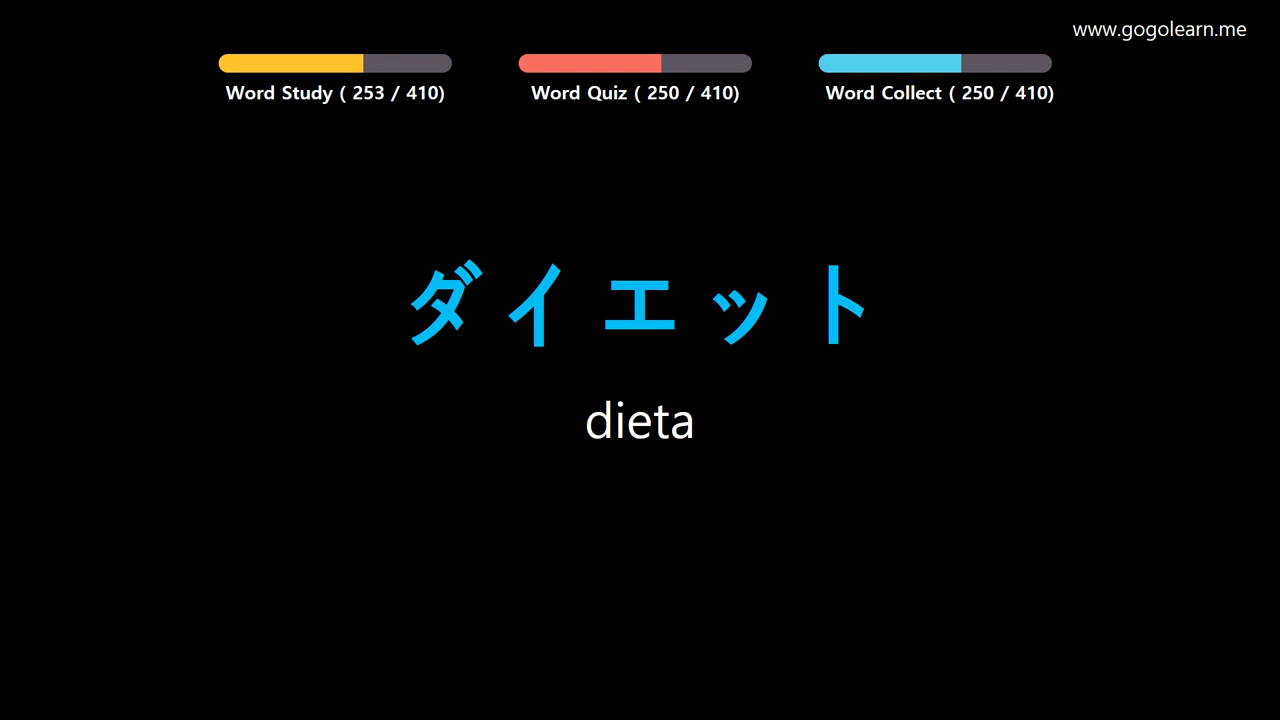 www.gogolearn.me
Word Study ( 253 / 410)
Word Quiz ( 250 / 410)
Word Collect ( 250 / 410)
ダイエット
dieta